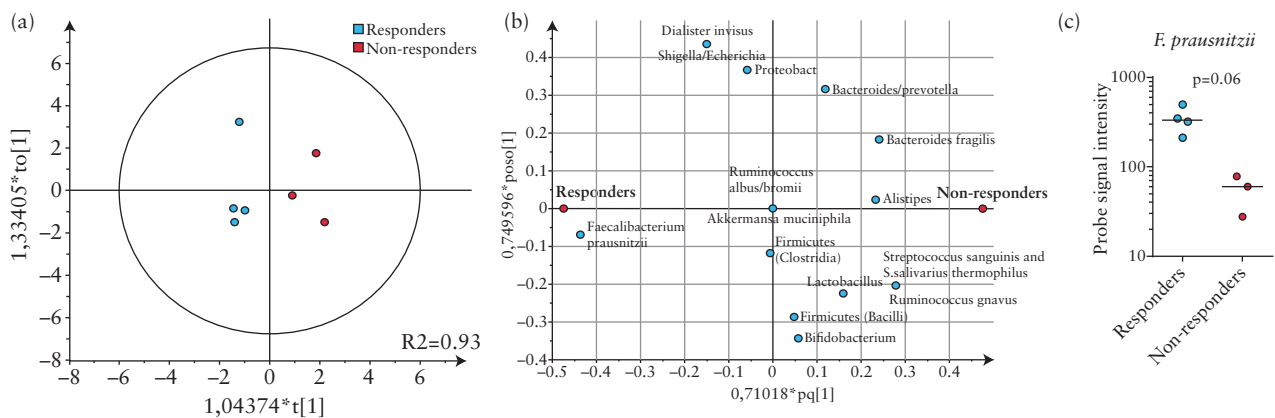 (a)
Responders
Non-responders
1,33405*to[1]
6
4
2
0
−2
−4
−6
−8
R2=0.93
−8
−6
−4
−2
0
2
4
6
1,04374*t[1]
(b)
0,749596*poso[1]
0.4
0.3
0.2
0.1
0
−0.1
−0.2
−0.3
−0.4
Dialister invisus
Shigella/Echerichia
Proteobact
Bacteroides/prevotella
Bacteroides fragilis
Ruminococcus
albus/bromii
Responders
Non-responders
Alistipes
Akkermansa muciniphila
Faecalibacterium
prausnitzii
Firmicutes
(Clostridia)
Streptococcus sanguinis and
S.salivarius thermophilus
Lactobacillus
Ruminococcus gnavus
Firmicutes (Bacilli)
Bifidobacterium
−0.5
−0.4
−0.3
−0.2
−0.1
0
0.1
0.2
0.3
0.4
0,71018*pq[1]
(c)
F. prausnitzii
Probe signal intensity
1000
100
10
p=0.06
Responders
Non-responders